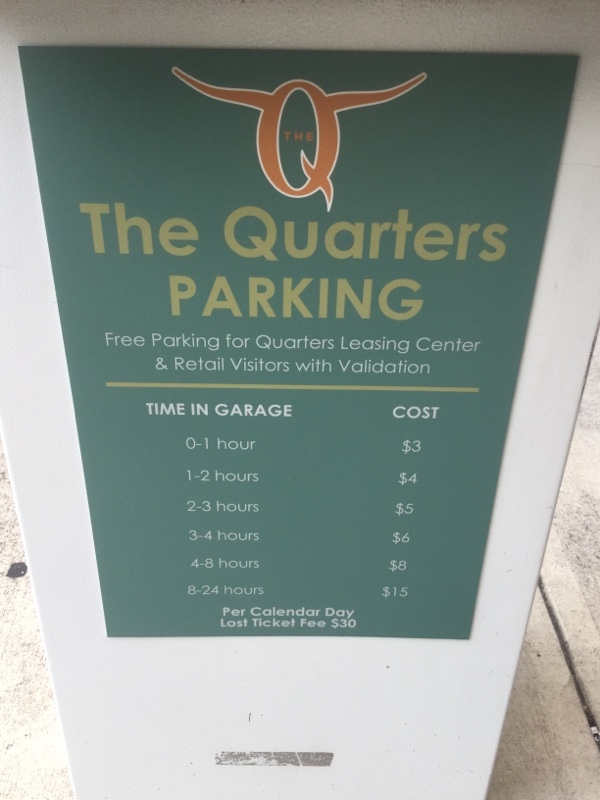 THE
The Quarters
PARKING
Free Parking for Quarters Leasing Center
& Retail Visitors with Validation
TIME IN GARAGE COST
0-1 hour $3
1-2 hours $4
2-3 hours $5
3-4 hours $6
4-8 hours $8
8-24 hours $15
Per Calendar Day
Lost Ticket Fee $30